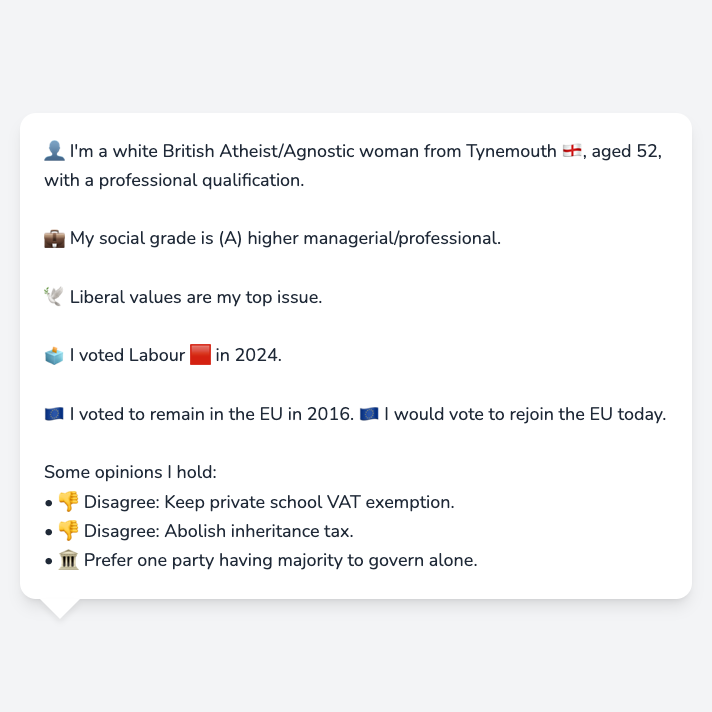 👤 I'm a white British Atheist/Agnostic woman from Tynemouth 🏴󠁧󠁢󠁥󠁮󠁧󠁿, aged 52,
with a professional qualification.
💼 My social grade is (A) higher managerial/professional.
🕊️ Liberal values are my top issue.
🗳️ I voted Labour 🟥 in 2024.
🇪🇺 I voted to remain in the EU in 2016. 🇪🇺 I would vote to rejoin the EU today.
Some opinions I hold:
• 👎 Disagree: Keep private school VAT exemption.
• 👎 Disagree: Abolish inheritance tax.
• 🏛️ Prefer one party having majority to govern alone.